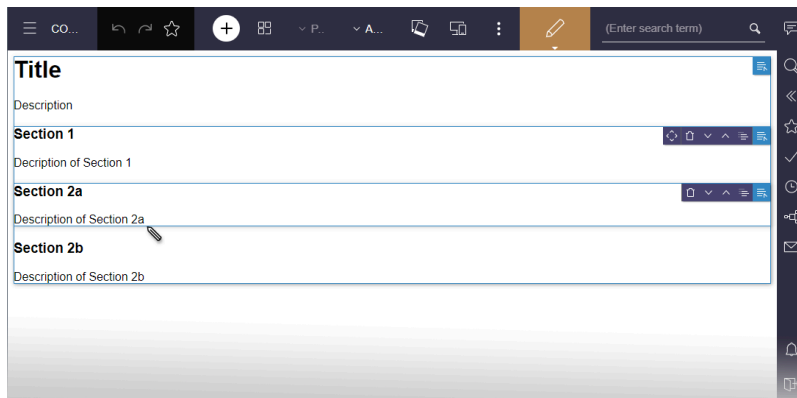 CO...
P..
A...
(Enter search term)
Title
Description
Section 1
Decription of Section 1
Section 2a
Description of Section 2a
Section 2b
Description of Section 2b